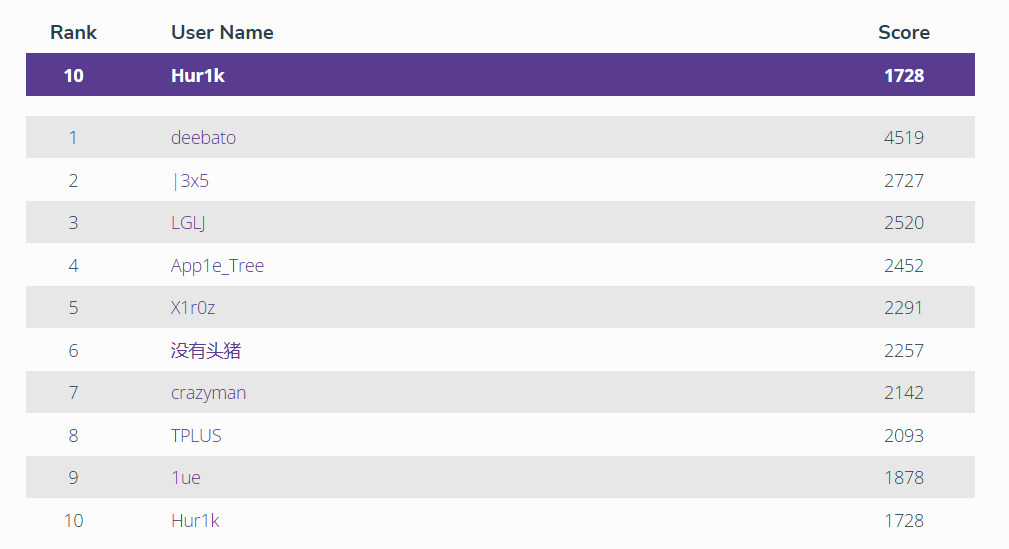 Rank User Name Score
10 Hur1k 1728
1 deebato 4519
2 |3x5 2727
3 LGLJ 2520
4 App1e_Tree 2452
5 X1r0z 2291
6 没有头猪 2257
7 crazyman 2142
8 TPLUS 2093
9 1ue 1878
10 Hur1k 1728